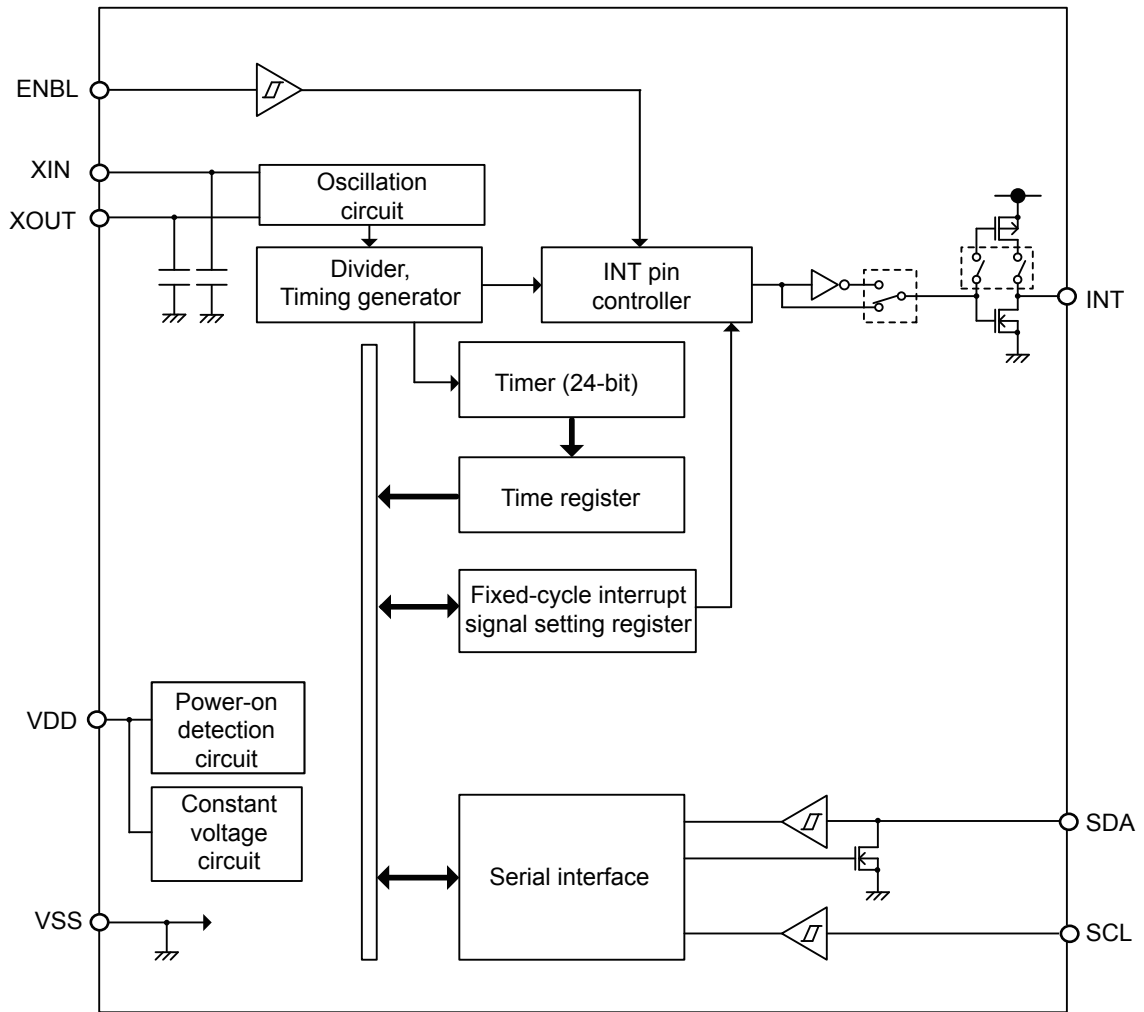 ENBL
XIN
XOUT
Oscillation
circuit
Divider,
Timing generator
INT pin
controller
INT
Timer (24-bit)
Time register
Fixed-cycle interrupt
signal setting register
VDD
Power-on
detection
circuit
Constant
voltage
circuit
VSS
Serial interface
SDA
SCL